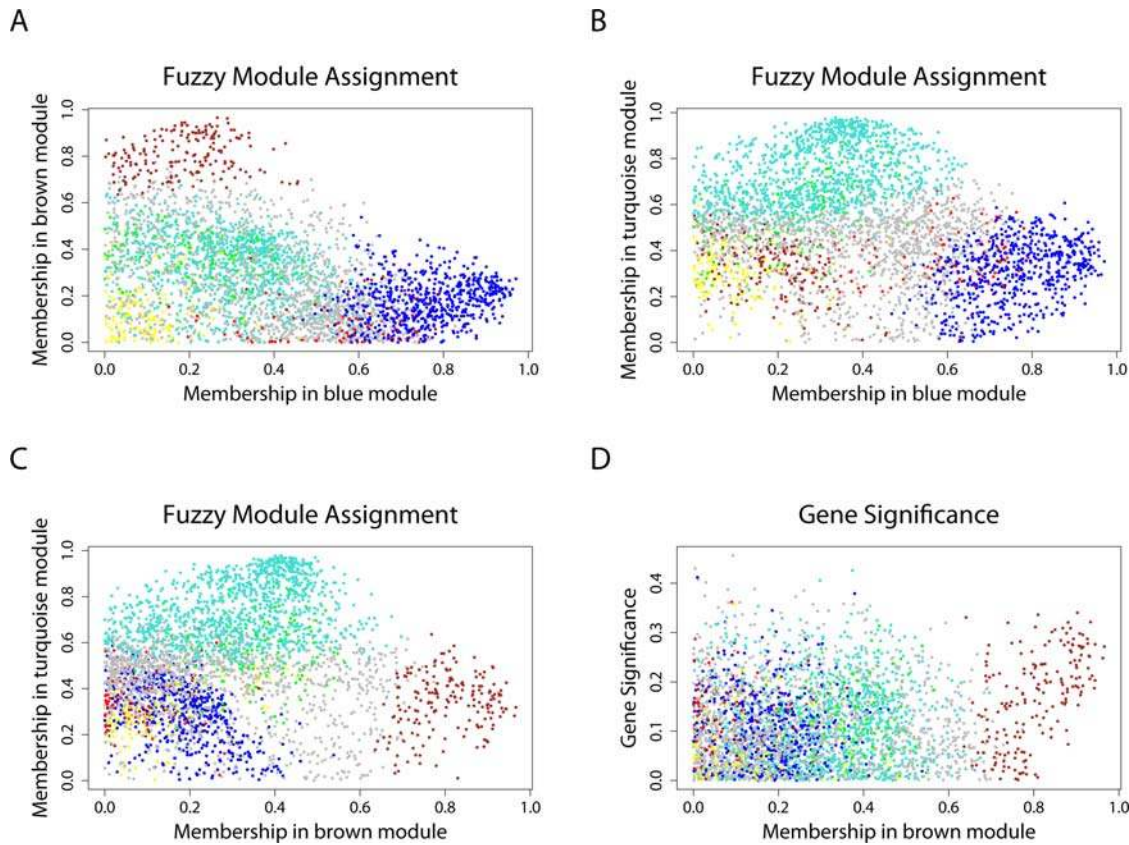 A
Fuzzy Module Assignment
Membership in brown module
1.0
0.8
0.6
0.4
0.2
0.0
0.0 0.2 0.4 0.6 0.8 1.0
Membership in blue module
B
Fuzzy Module Assignment
Membership in turquoise module
1.0
0.8
0.6
0.4
0.2
0.0
0.0 0.2 0.4 0.6 0.8 1.0
Membership in blue module
C
Fuzzy Module Assignment
Membership in turquoise module
1.0
0.8
0.6
0.4
0.2
0.0
0.0 0.2 0.4 0.6 0.8 1.0
Membership in brown module
D
Gene Significance
Gene Significance
0.4
0.3
0.2
0.1
0.0
0.0 0.2 0.4 0.6 0.8 1.0
Membership in brown module